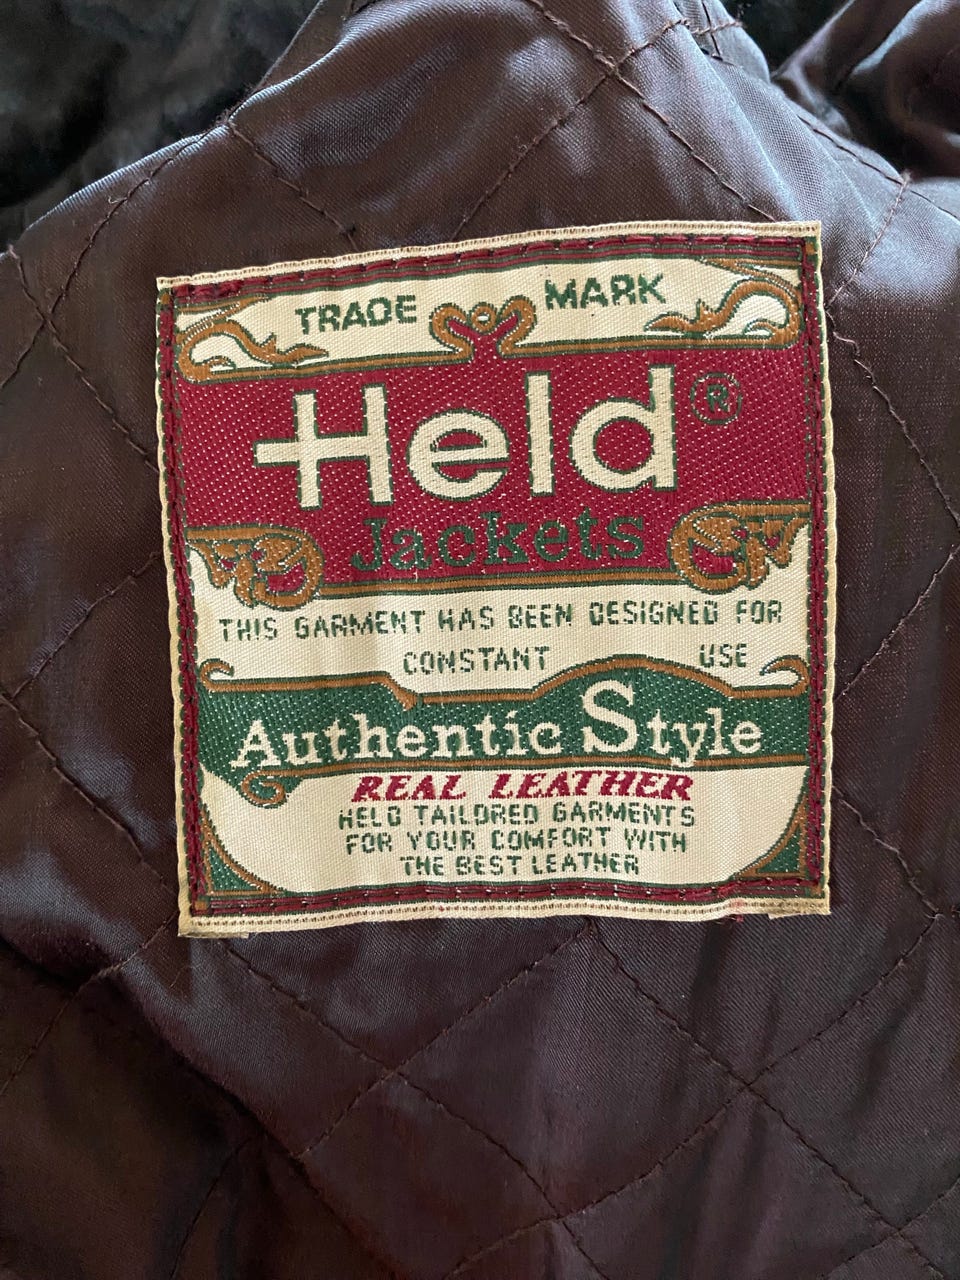 TRADE MARK
Held ®
Jackets
THIS GARMENT HAS BEEN DESIGNED FOR
CONSTANT USE
Authentic Style
REAL LEATHER
HELD TAILORED GARMENTS
FOR YOUR COMFORT WITH
THE BEST LEATHER